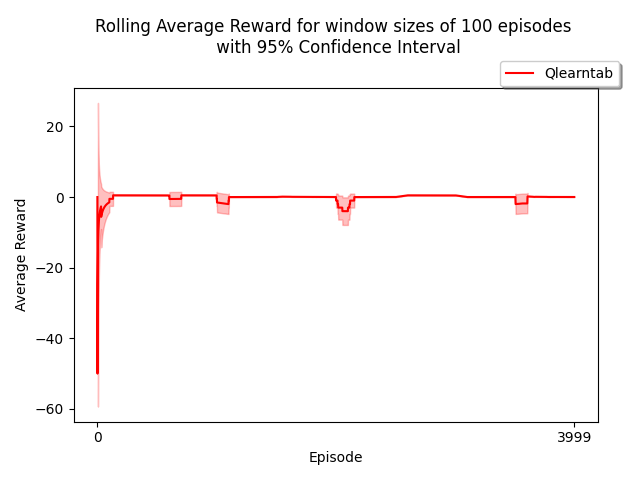 Rolling Average Reward for window sizes of 100 episodes
with 95% Confidence Interval
Qlearntab
20
0
−20
−40
−60
Average Reward
0
3999
Episode